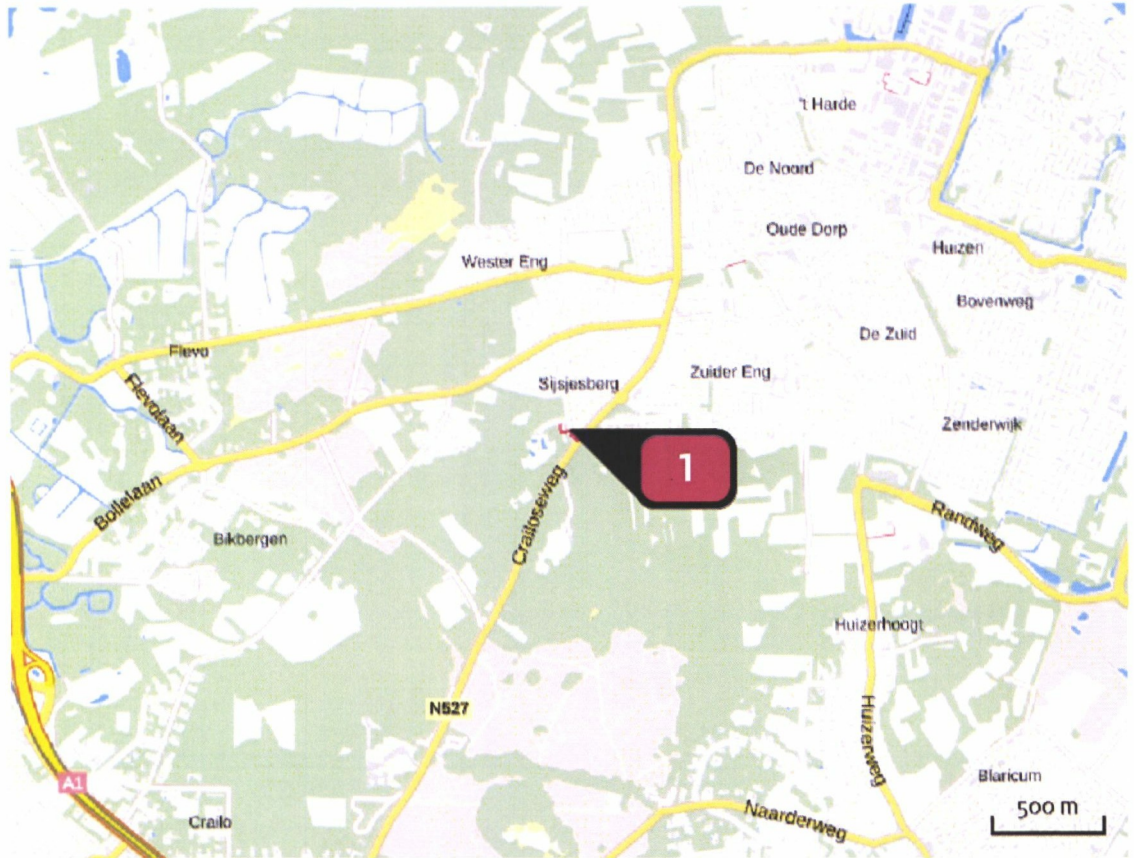 't Harde
De Noord
Oude Dorp
Huizen
Wester Eng
Bovenweg
De Zuid
Flevo
Zuider Eng
Sijsjesberg
Flevolaan
Zenderwijk
1
Bollelaan
Crailoseweg
Randweg
Bikbergen
Huizerhoogt
N527
Huizerweg
A1
Blaricum
500 m
Crailo
Naarderweg